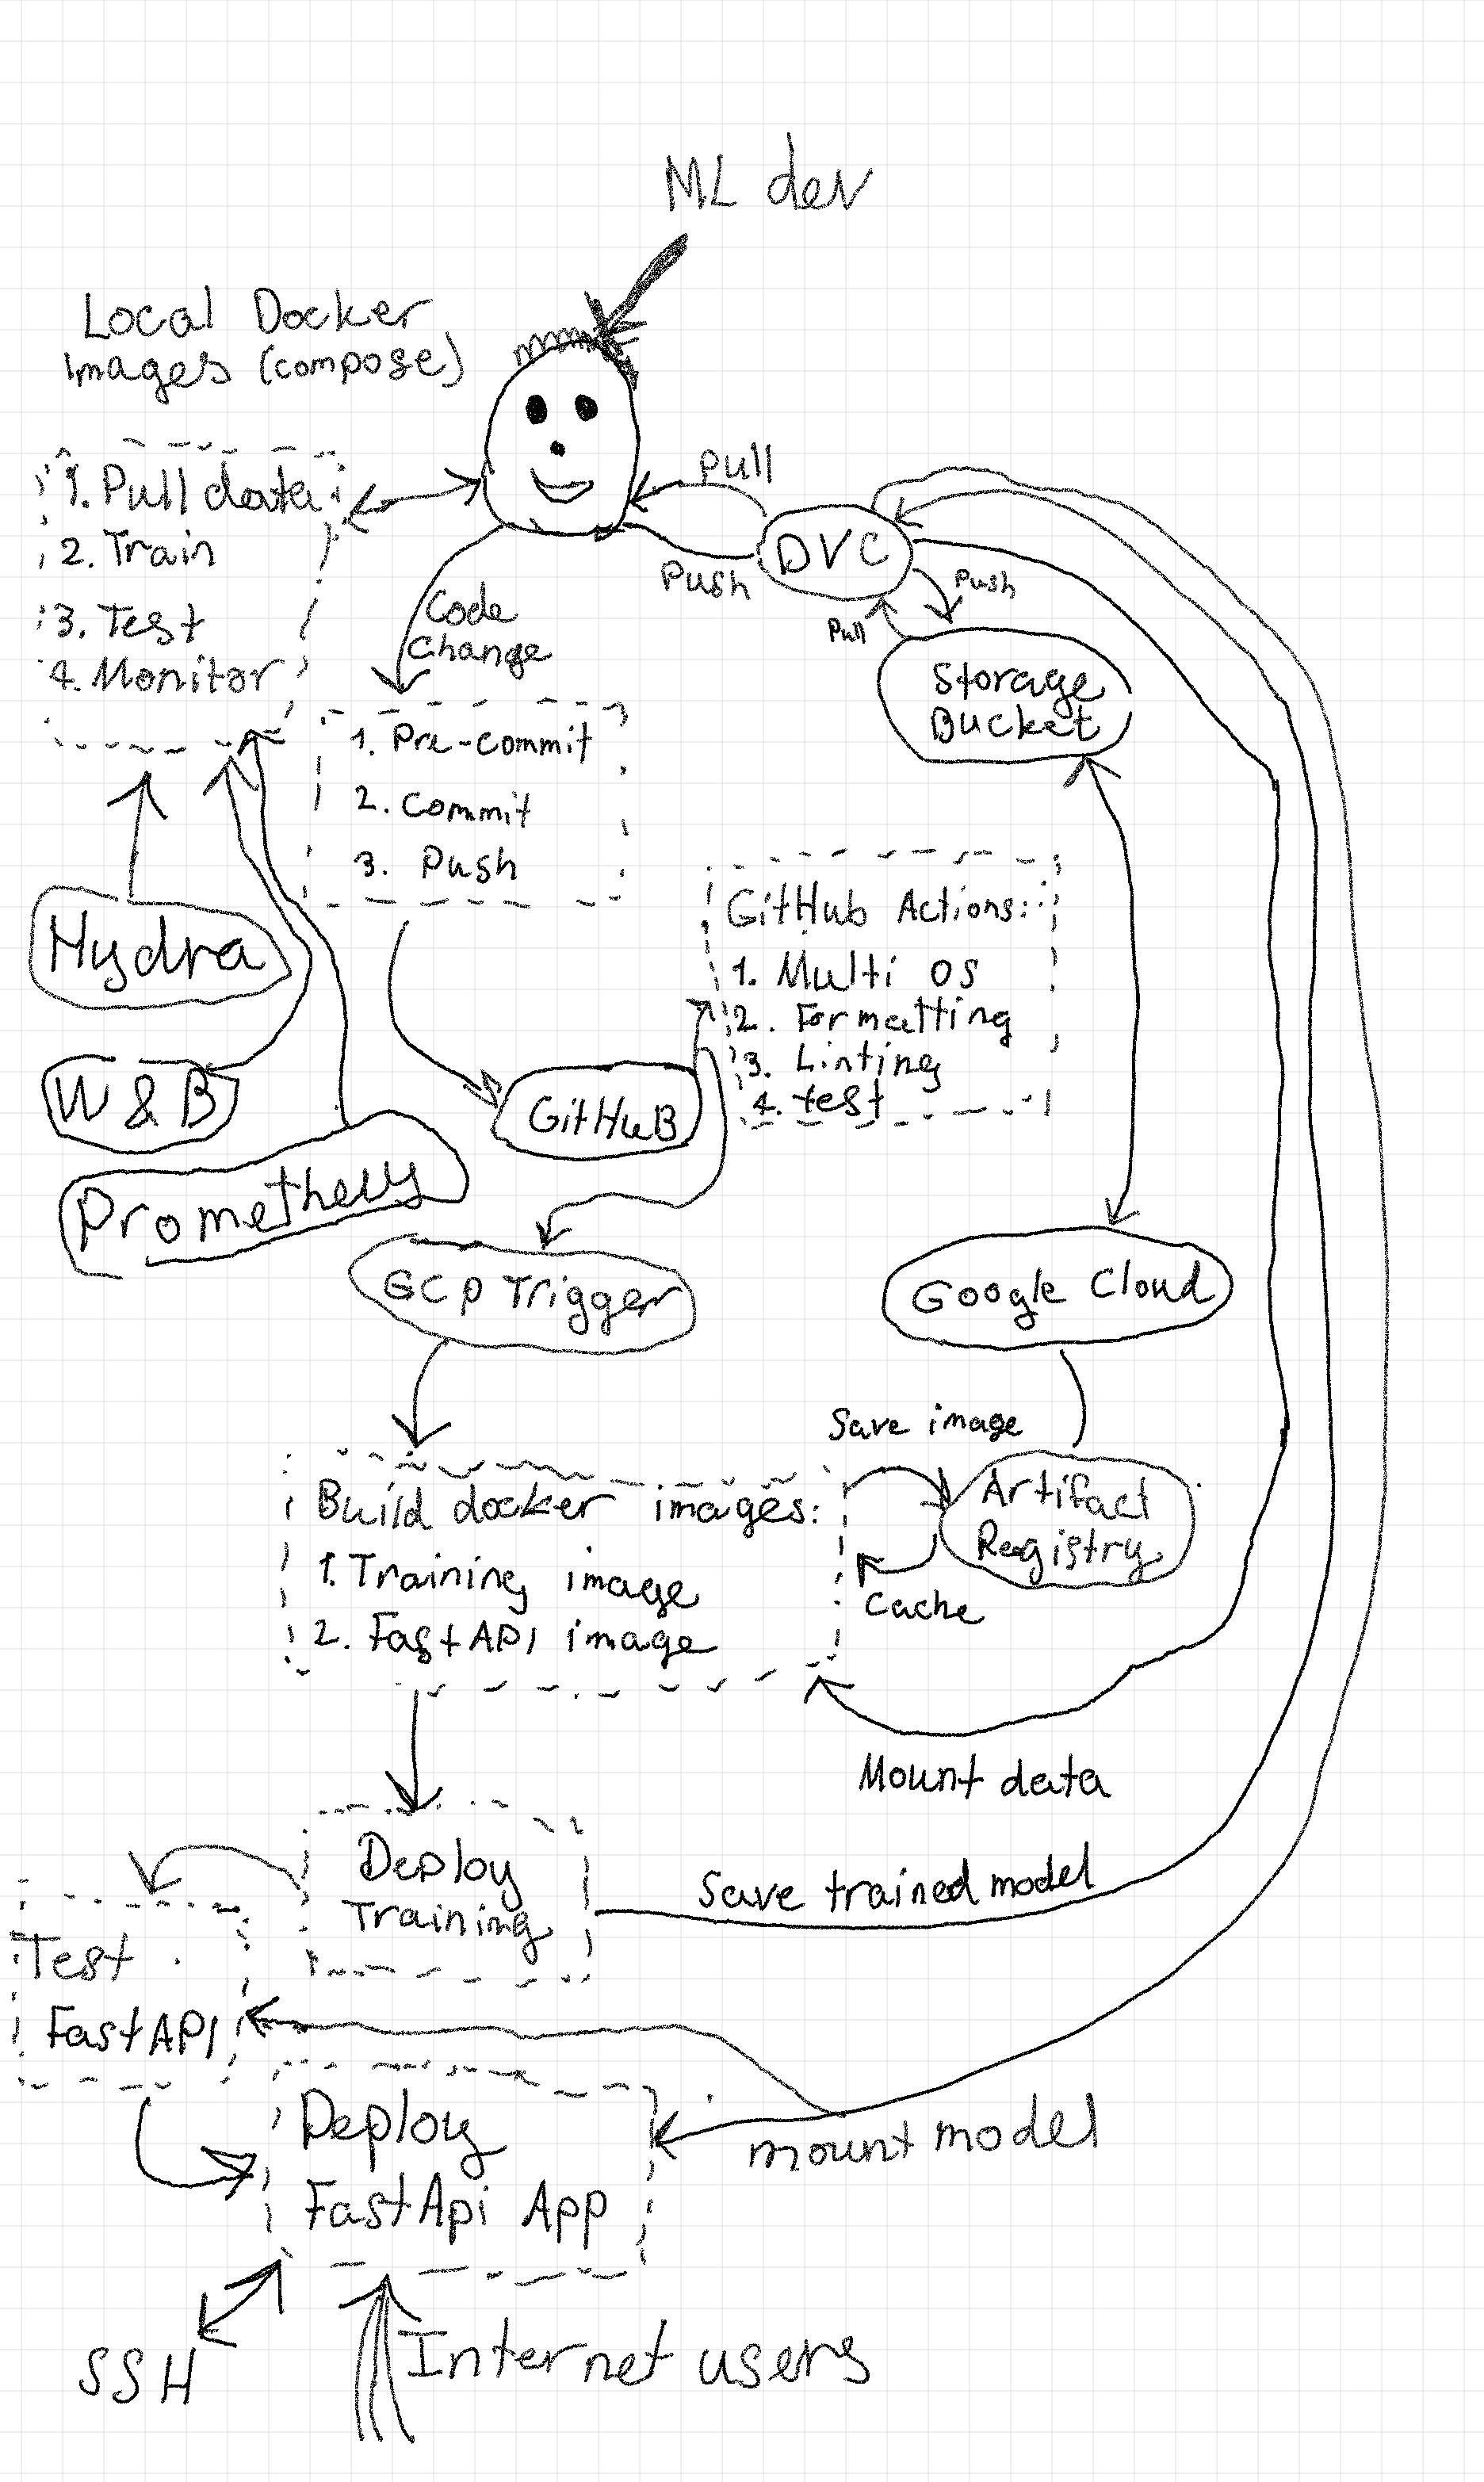 ML dev
Local Docker
Images (compose)
1. Pull data
2. Train
3. Test
4. Monitor
Pull
Push
DVC
Push
Pull
Storage
Bucket
Code
Change
1. Pre-commit
2. Commit
3. Push
Hydra
W & B
Prometheus
GitHub Actions:
1. Multi OS
2. Formatting
3. Linting
4. test
GitHuB
GCP Trigger
Google Cloud
Save image
Artifact
Registry
Cache
Build docker images:
1. Training image
2. FastAPI image
Mount data
Deploy
Training
Save trained model
Test
FastAPI
Deploy
FastApi App
mount model
SSH
Internet users